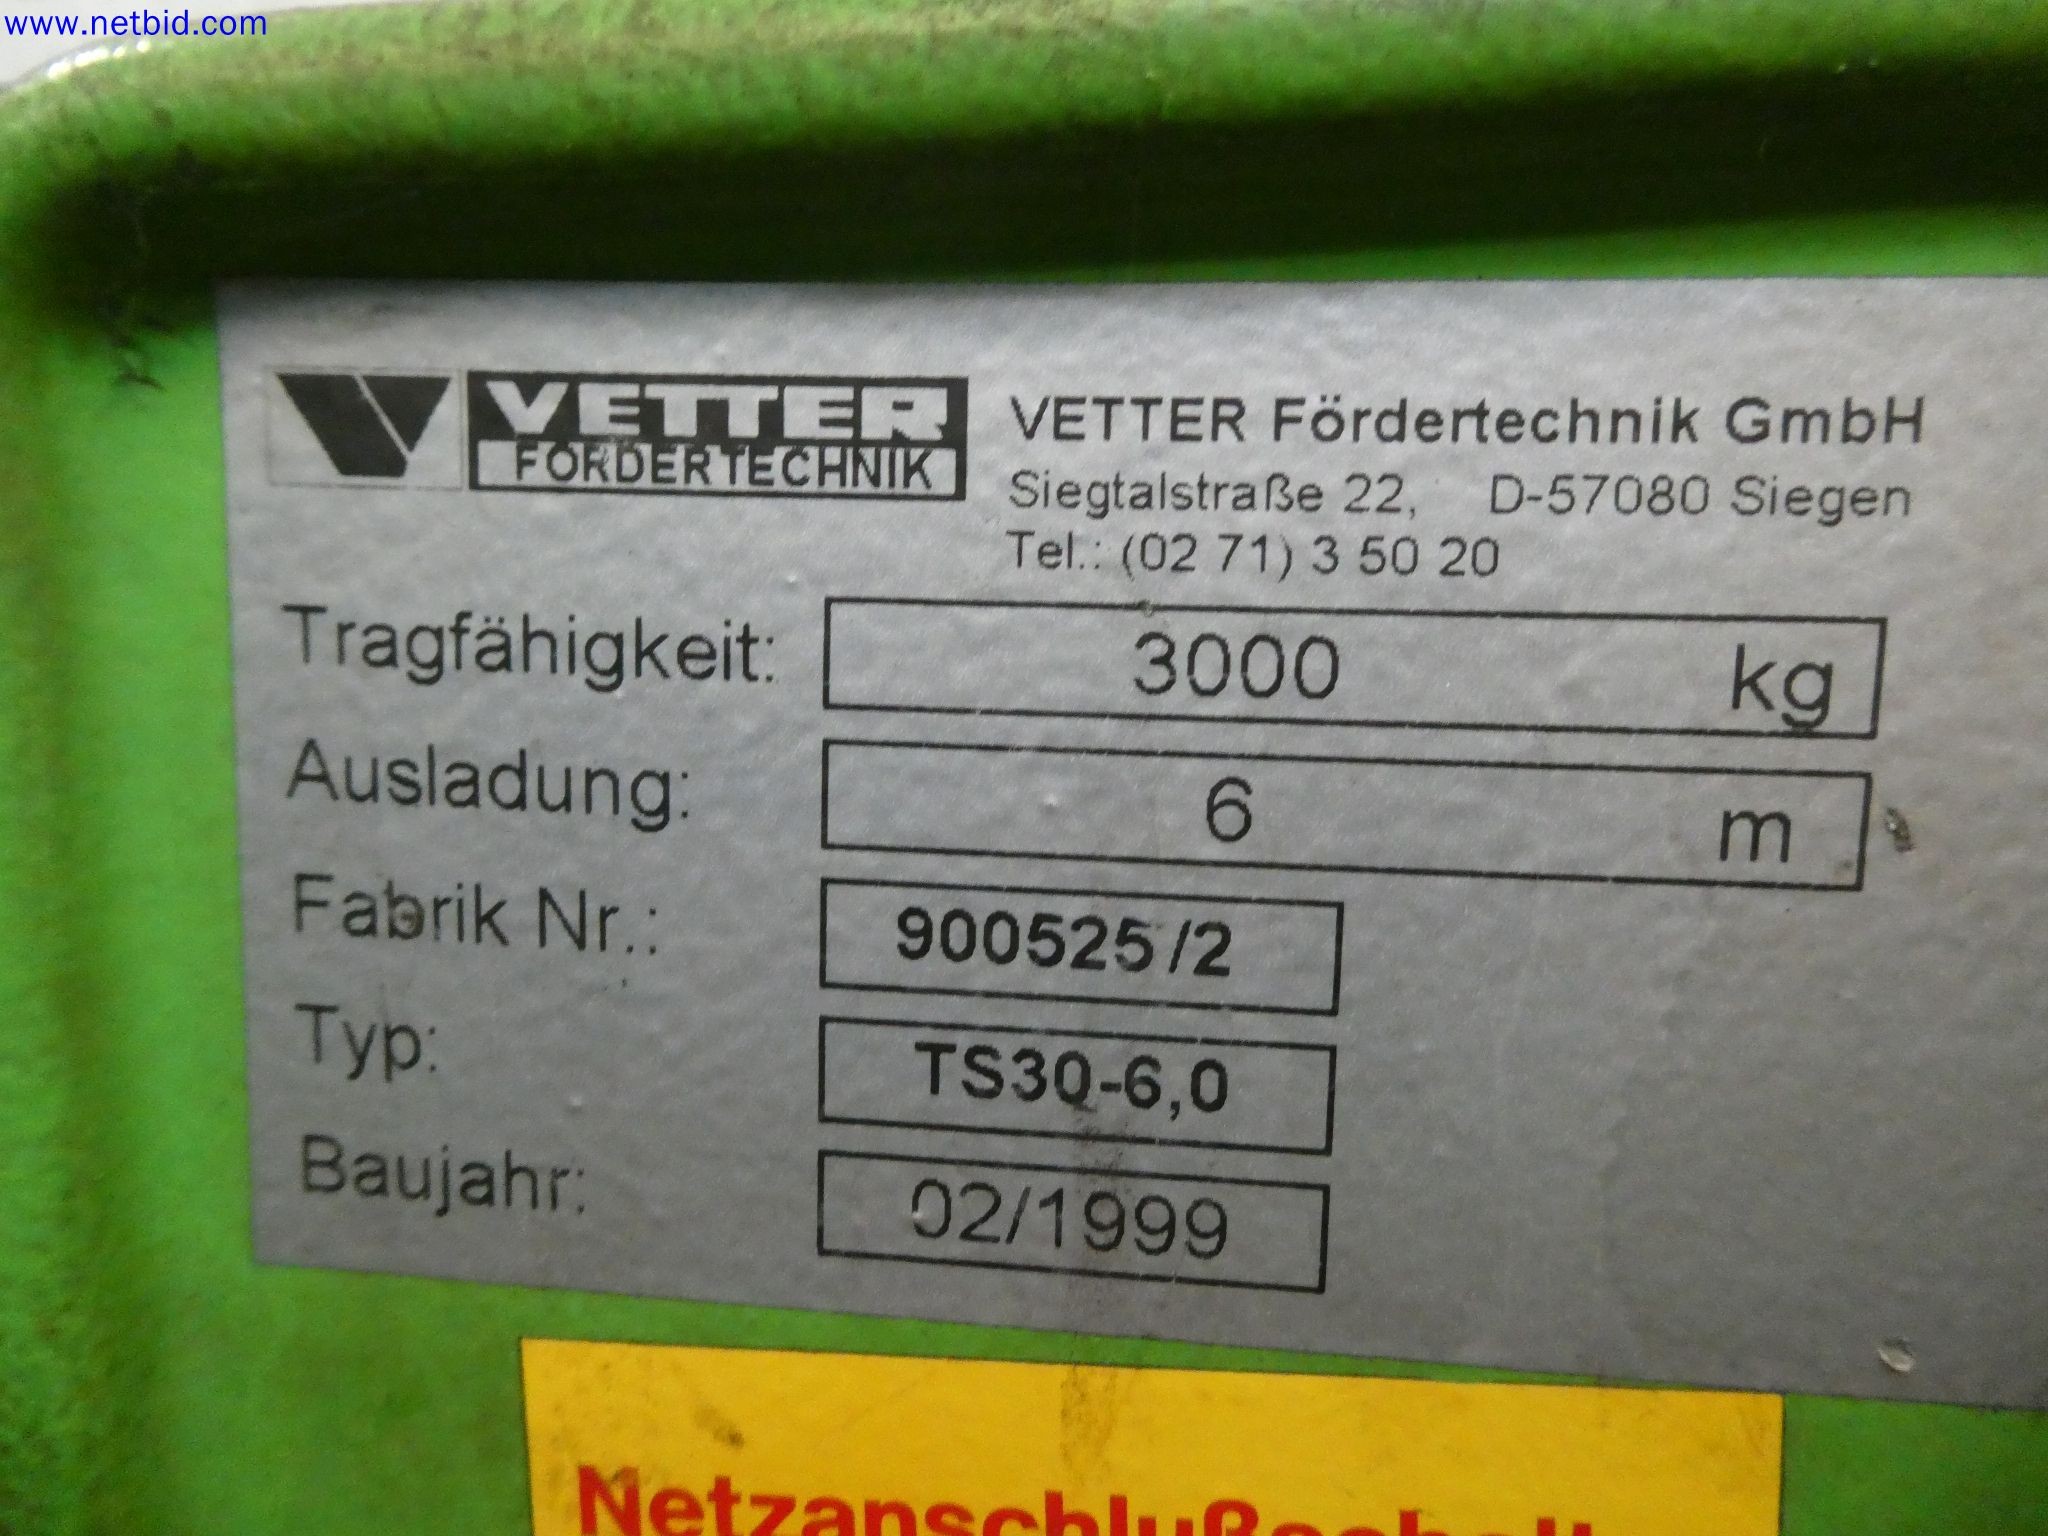 www.netbid.com
VETTER
FÖRDERTECHNIK
VETTER Fördertechnik GmbH
Siegtalstraße 22, D-57080 Siegen
Tel.: (02 71) 3 50 20
Tragfähigkeit: 3000 kg
Ausladung: 6 m
Fabrik Nr.: 900525/2
Typ: TS30-6,0
Baujahr: 02/1999